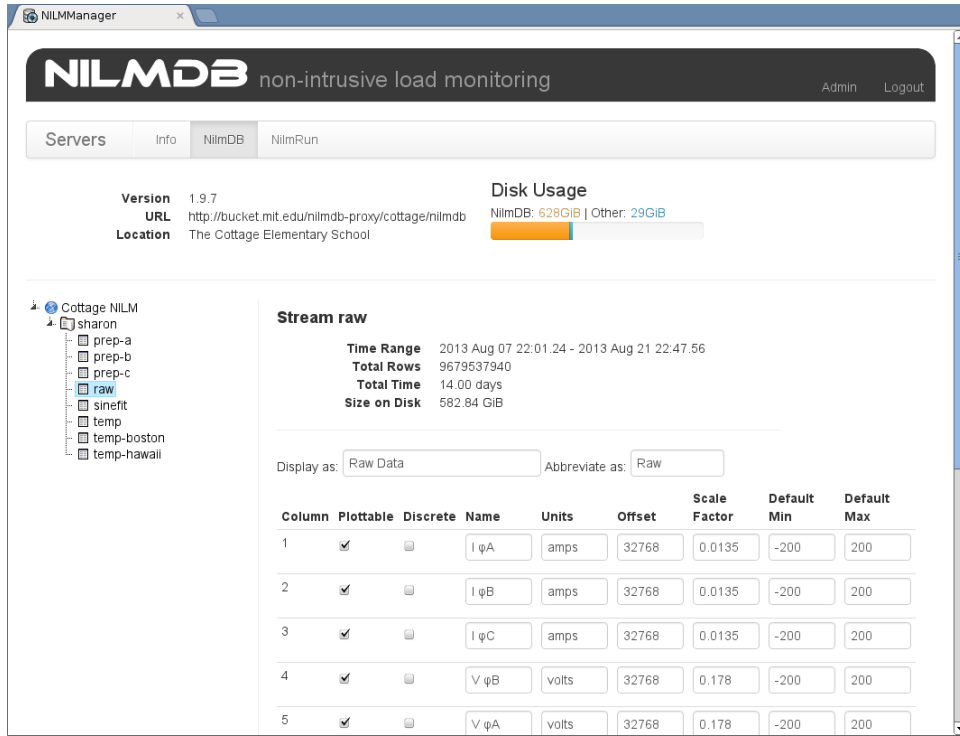 NILMManager
NILMDB non-intrusive load monitoring
Admin Logout
Servers Info NilmDB NilmRun
Version 1.9.7
URL http://bucket.mit.edu/nilmdb-proxy/cottage/nilmdb
Location The Cottage Elementary School
Disk Usage
NilmDB: 628GiB | Other: 29GiB
Cottage NILM
sharon
prep-a
prep-b
prep-c
raw
sinefit
temp
temp-boston
temp-hawaii
Stream raw
Time Range 2013 Aug 07 22:01.24 - 2013 Aug 21 22:47.56
Total Rows 9679537940
Total Time 14.00 days
Size on Disk 582.84 GiB
Display as: Raw Data Abbreviate as: Raw
Column Plottable Discrete Name Units Offset Scale Factor Default Min Default Max
1 I φA amps 32768 0.0135 -200 200
2 I φB amps 32768 0.0135 -200 200
3 I φC amps 32768 0.0135 -200 200
4 V φB volts 32768 0.178 -200 200
5 V φA volts 32768 0.178 -200 200